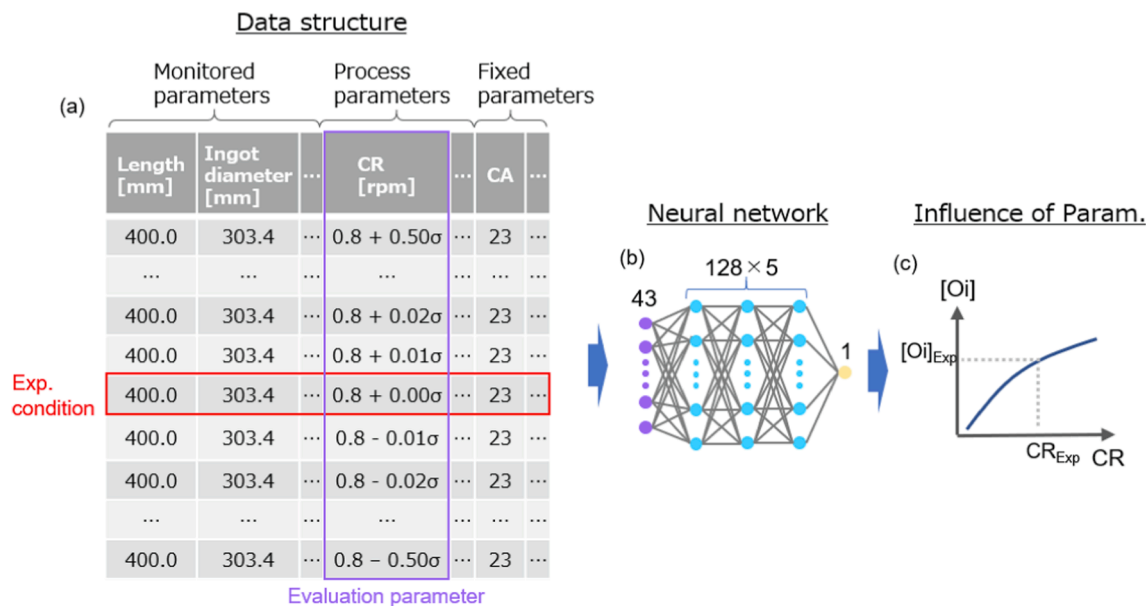 Data structure
Monitored parameters
Process parameters
Fixed parameters
(a)
Length [mm]
Ingot diameter [mm]
...
CR [rpm]
...
CA
...
400.0 303.4 ... 0.8 + 0.50σ ... 23 ...
... ... ... ... ...
400.0 303.4 ... 0.8 + 0.02σ ... 23 ...
400.0 303.4 ... 0.8 + 0.01σ ... 23 ...
Exp. condition
400.0 303.4 ... 0.8 + 0.00σ ... 23 ...
400.0 303.4 ... 0.8 - 0.01σ ... 23 ...
400.0 303.4 ... 0.8 - 0.02σ ... 23 ...
... ... ... ... ...
400.0 303.4 ... 0.8 – 0.50σ ... 23 ...
Evaluation parameter
Neural network
(b)
128×5
43
1
Influence of Param.
(c)
[Oi]
[Oi]Exp
CRExp CR